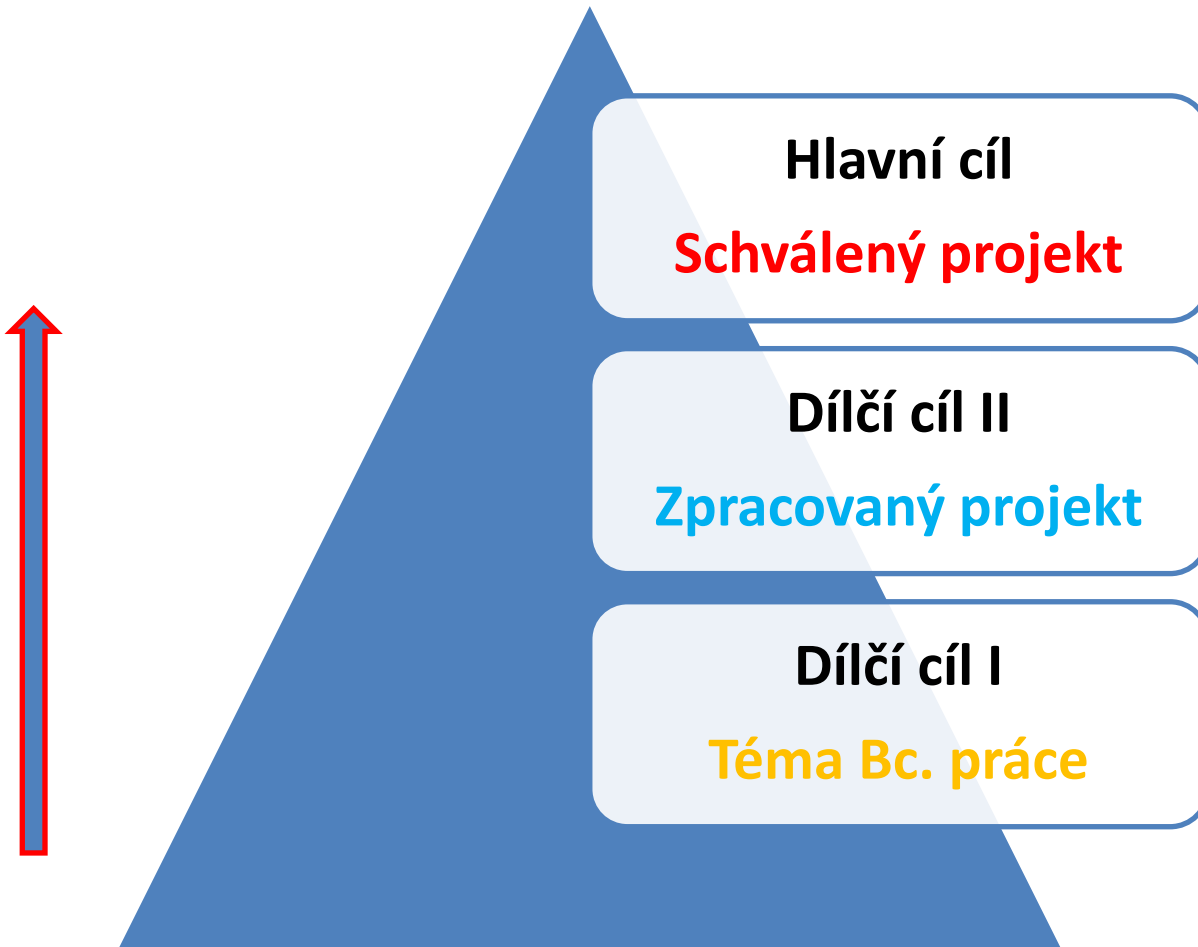 Hlavní cíl
Schválený projekt
Dílčí cíl II
Zpracovaný projekt
Dílčí cíl I
Téma Bc. práce